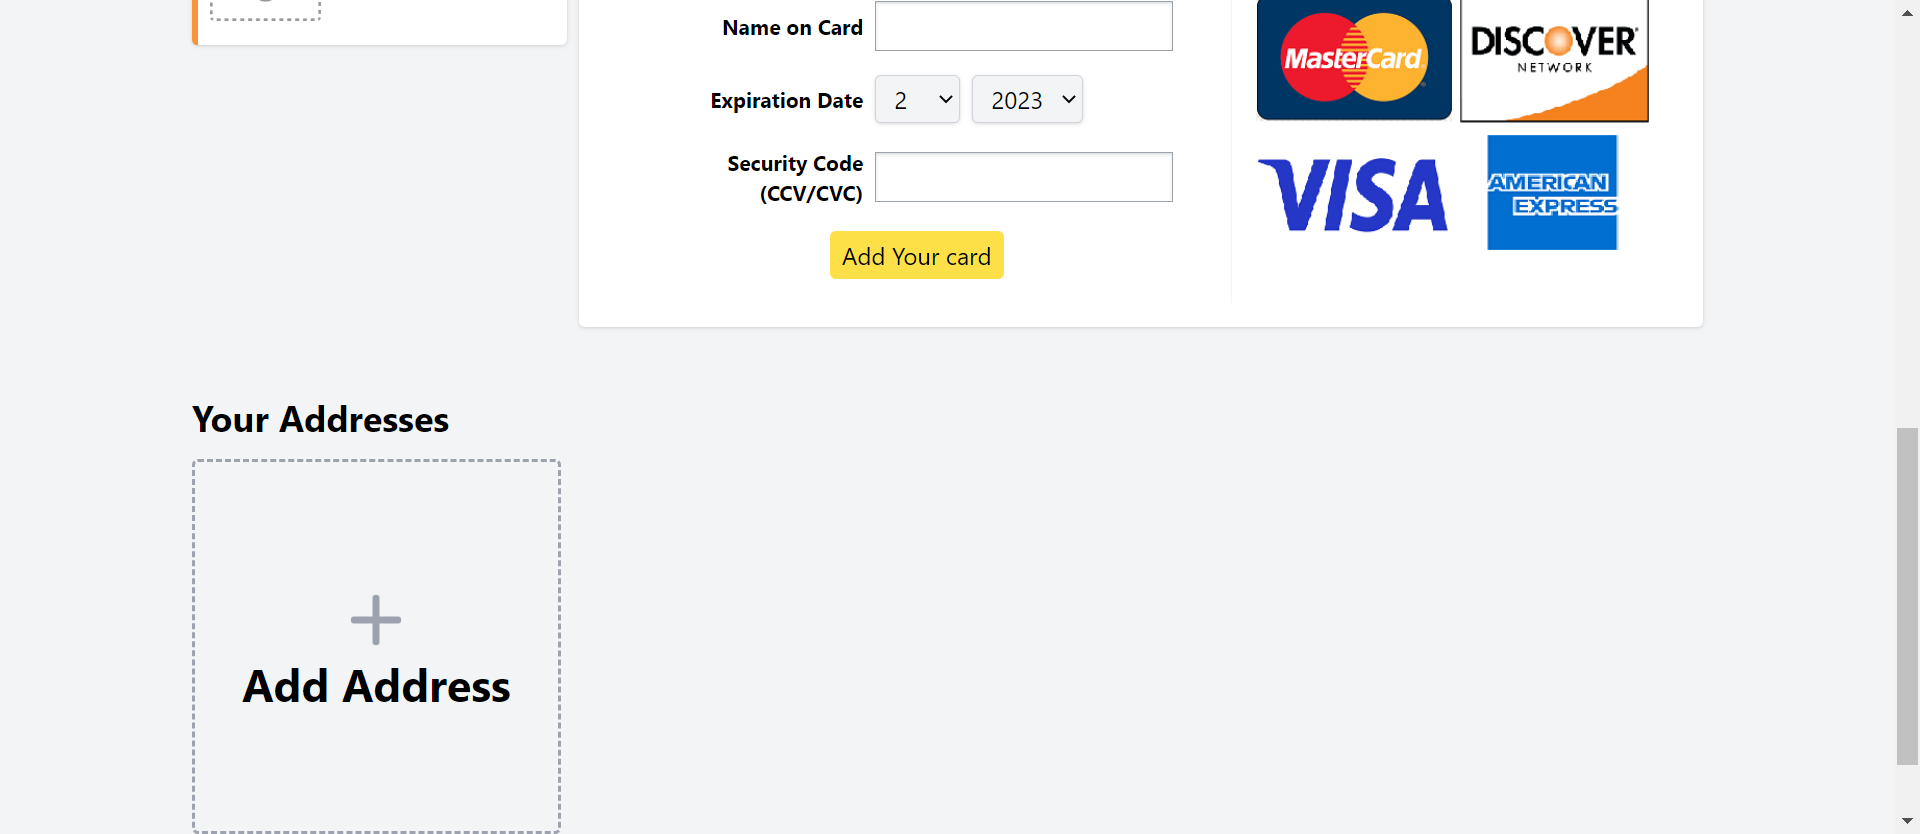 Name on Card
Expiration Date 2 2023
Security Code
(CCV/CVC)
Add Your card
MasterCard
DISCOVER
NETWORK
VISA
AMERICAN
EXPRESS
Your Addresses
Add Address